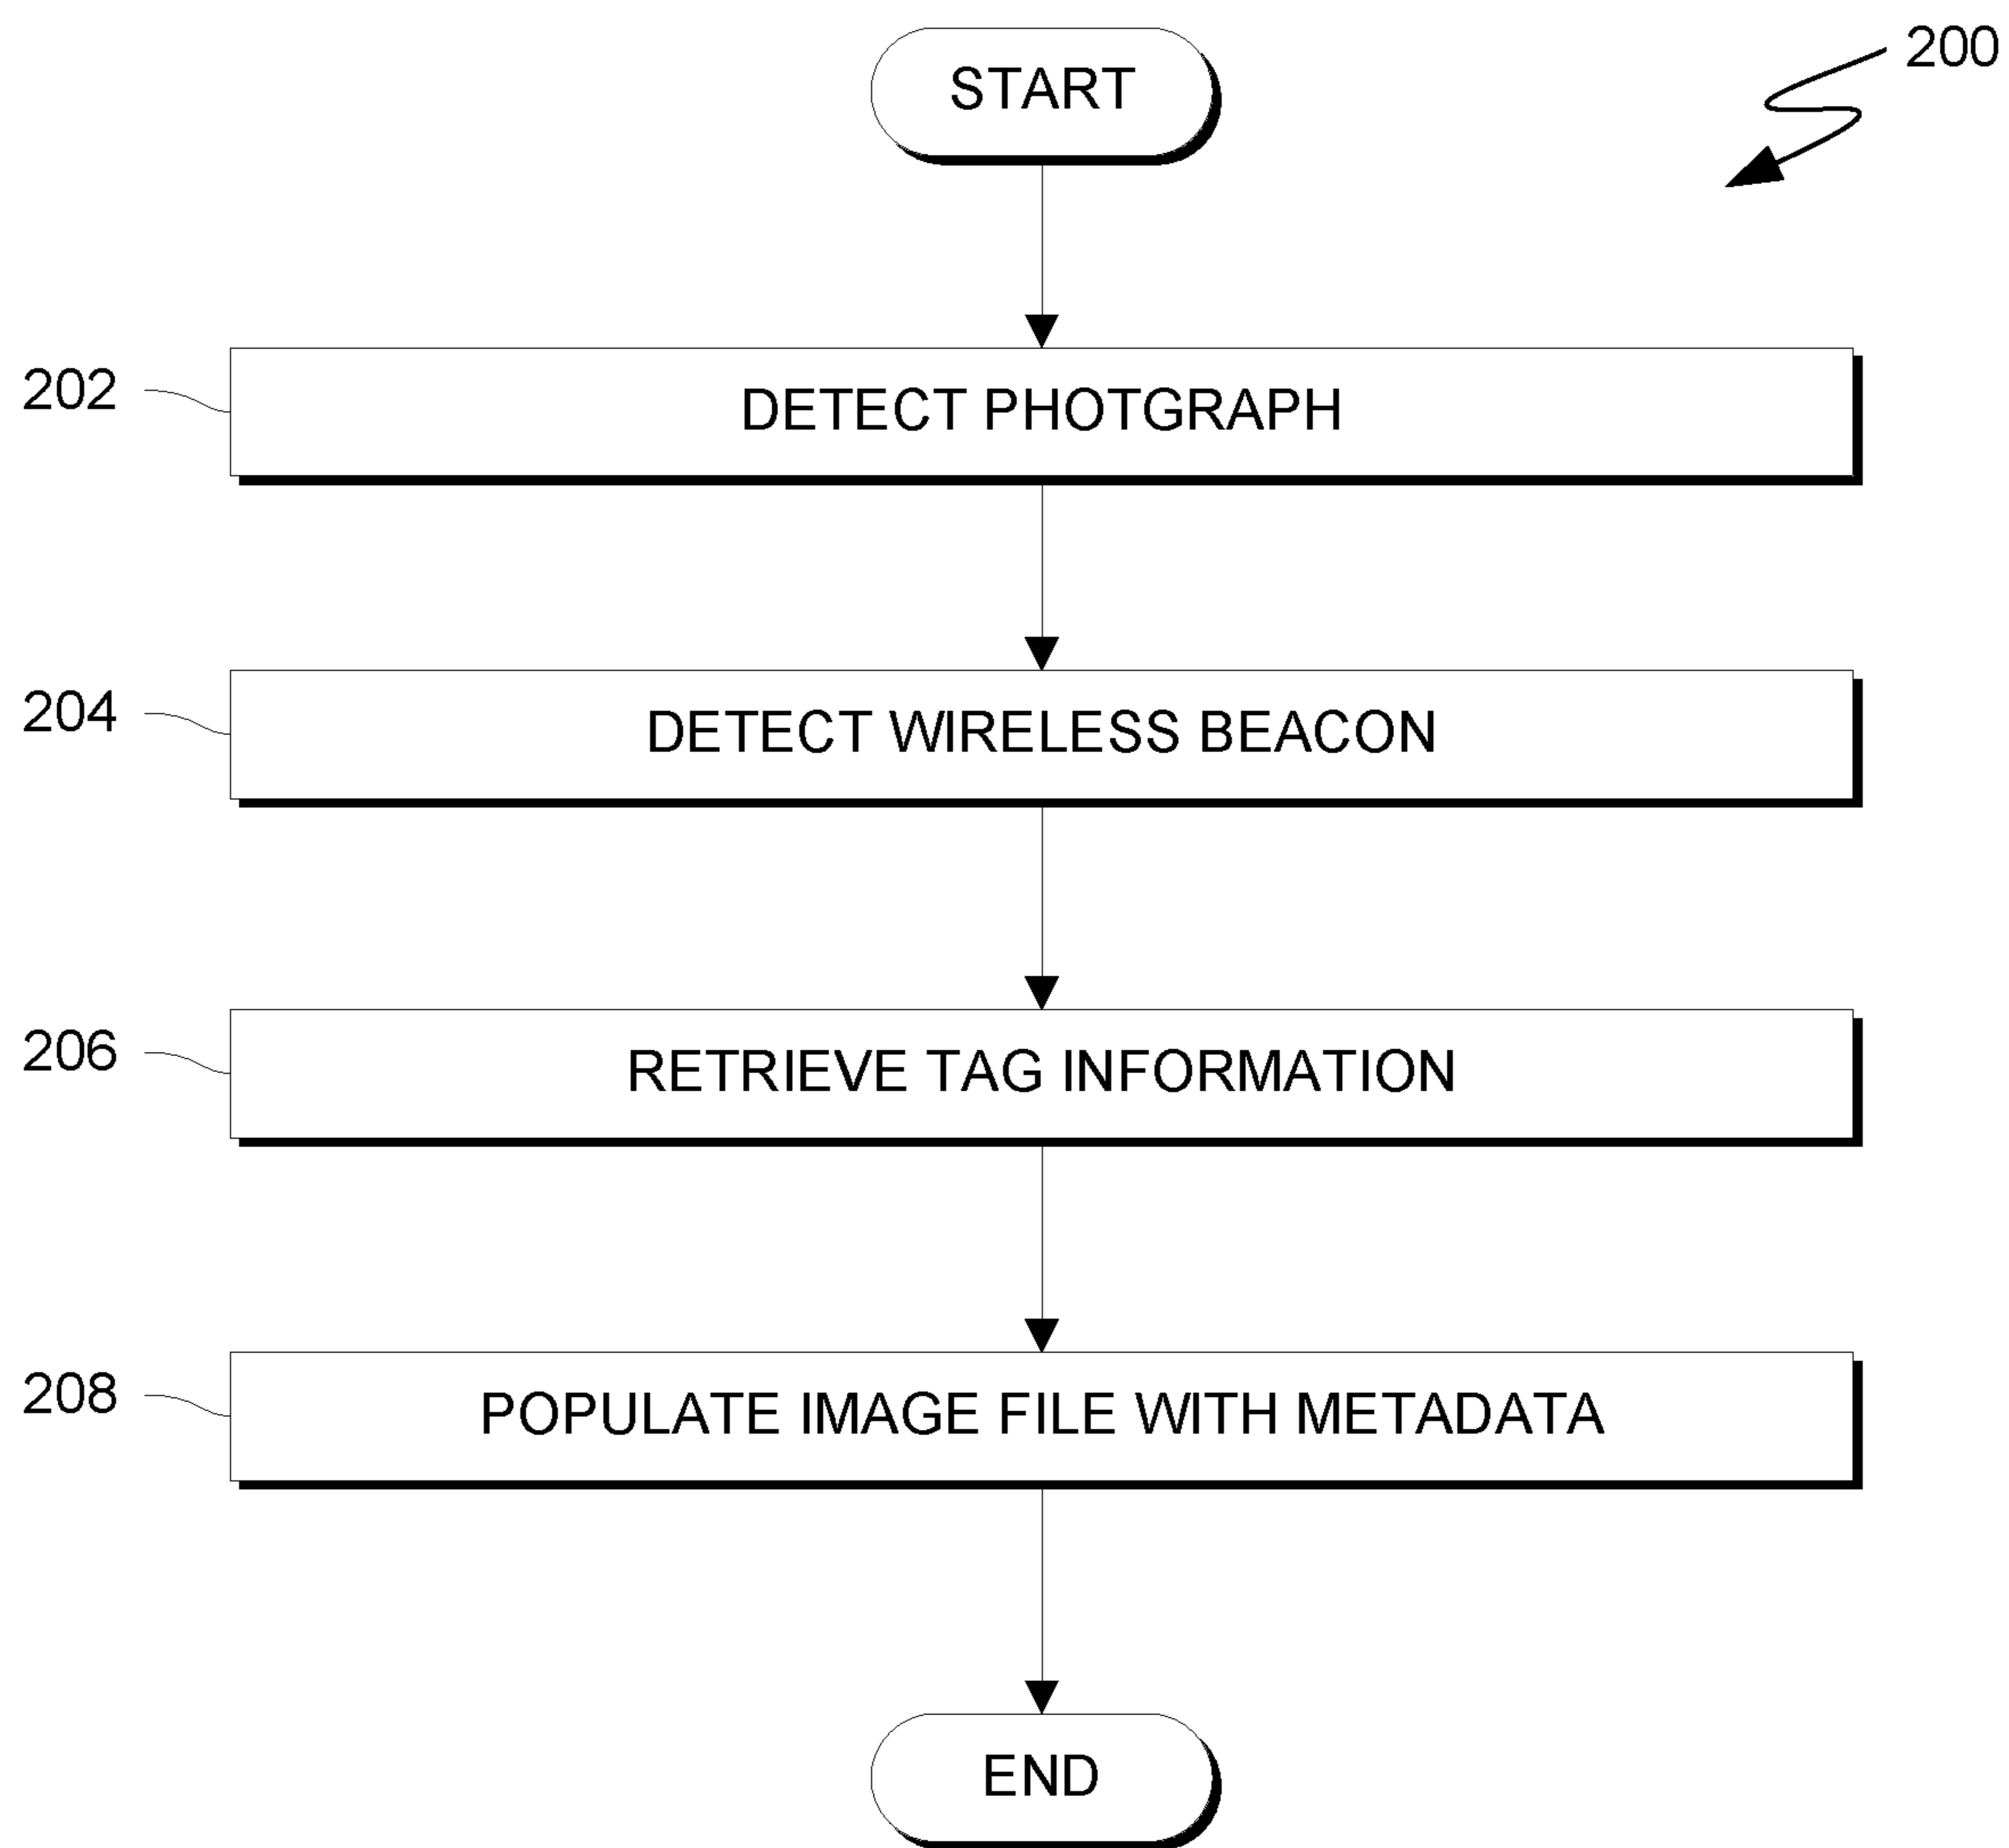 START
200
202
DETECT PHOTGRAPH
204
DETECT WIRELESS BEACON
206
RETRIEVE TAG INFORMATION
208
POPULATE IMAGE FILE WITH METADATA
END